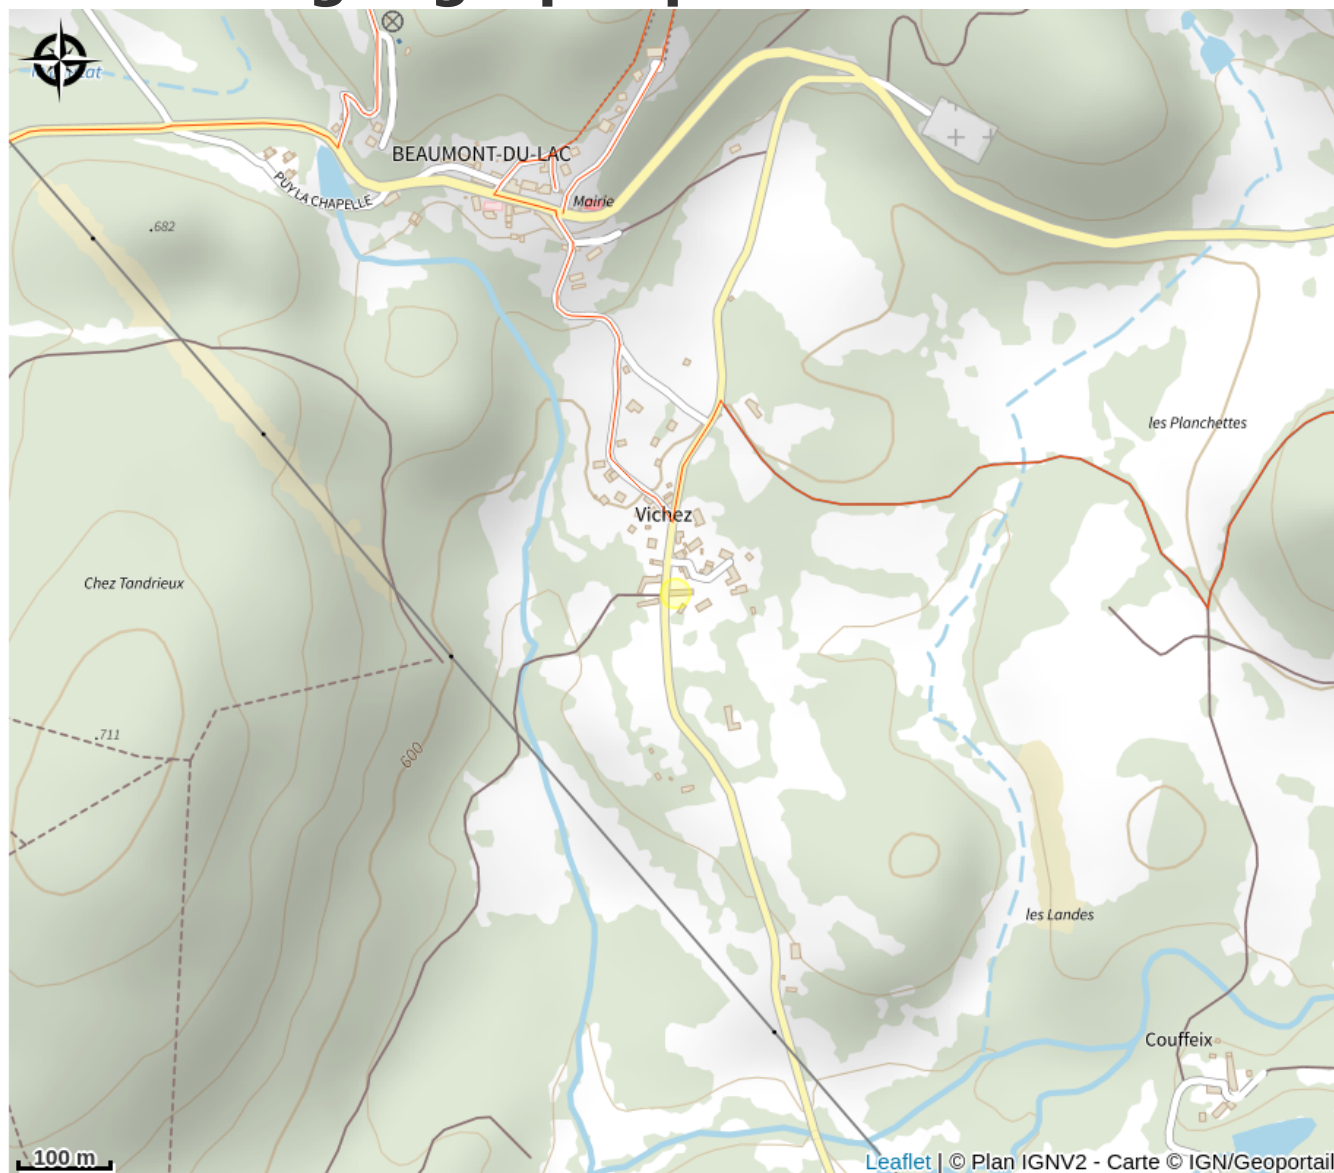 BEAUMONT-DU-LAC
PUY LA CHAPELLE
Mairie
.682
les Planchettes
Vichez
Chez Tandrieux
.711
600
les Landes
Couffeix
100 m
Leaflet | © Plan IGNV2 - Carte © IGN/Geoportail